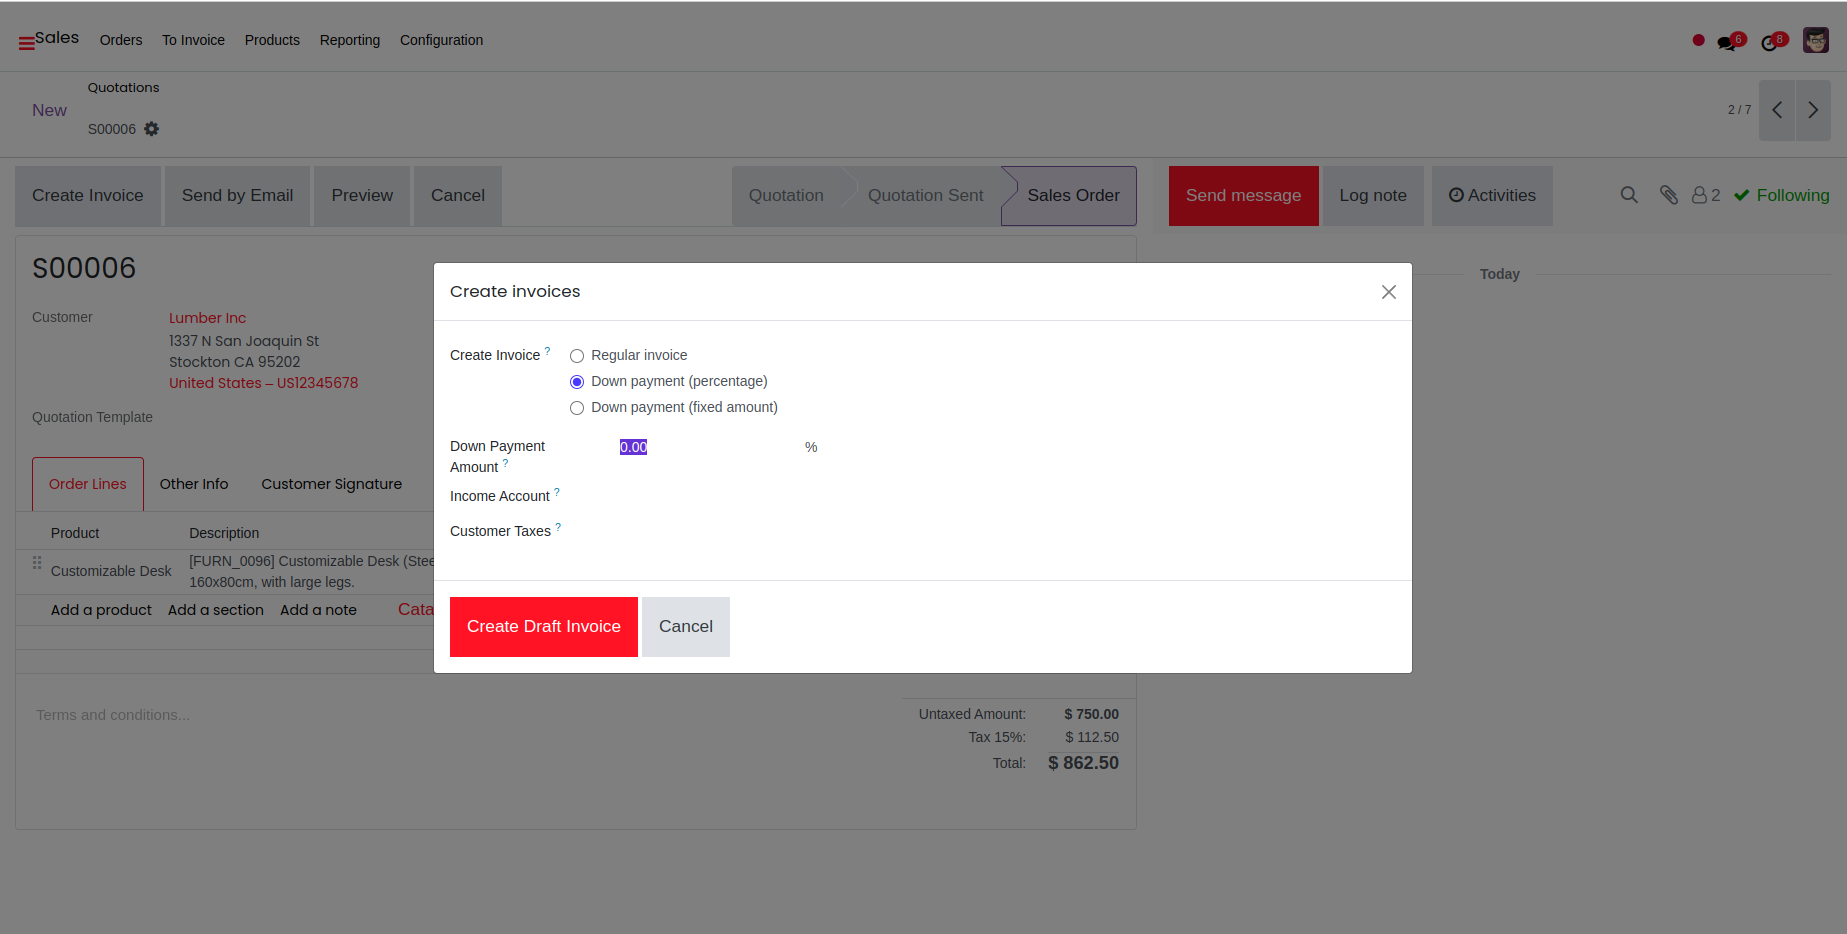 Sales Orders To Invoice Products Reporting Configuration 6 8
Quotations
New
S00006
2 / 7
Create Invoice Send by Email Preview Cancel Quotation Quotation Sent Sales Order Send message Log note Activities 2 Following
S00006
Today
Customer
Lumber Inc
1337 N San Joaquin St
Stockton CA 95202
United States – US12345678
Quotation Template
Order Lines Other Info Customer Signature
Product Description
Customizable Desk
[FURN_0096] Customizable Desk (Stee
160x80cm, with large legs.
Add a product Add a section Add a note Cata
Create invoices
Create Invoice ?
Regular invoice
Down payment (percentage)
Down payment (fixed amount)
Down Payment
Amount ?
0.00 %
Income Account ?
Customer Taxes ?
Create Draft Invoice Cancel
Terms and conditions...
Untaxed Amount: $ 750.00
Tax 15%: $ 112.50
Total: $ 862.50